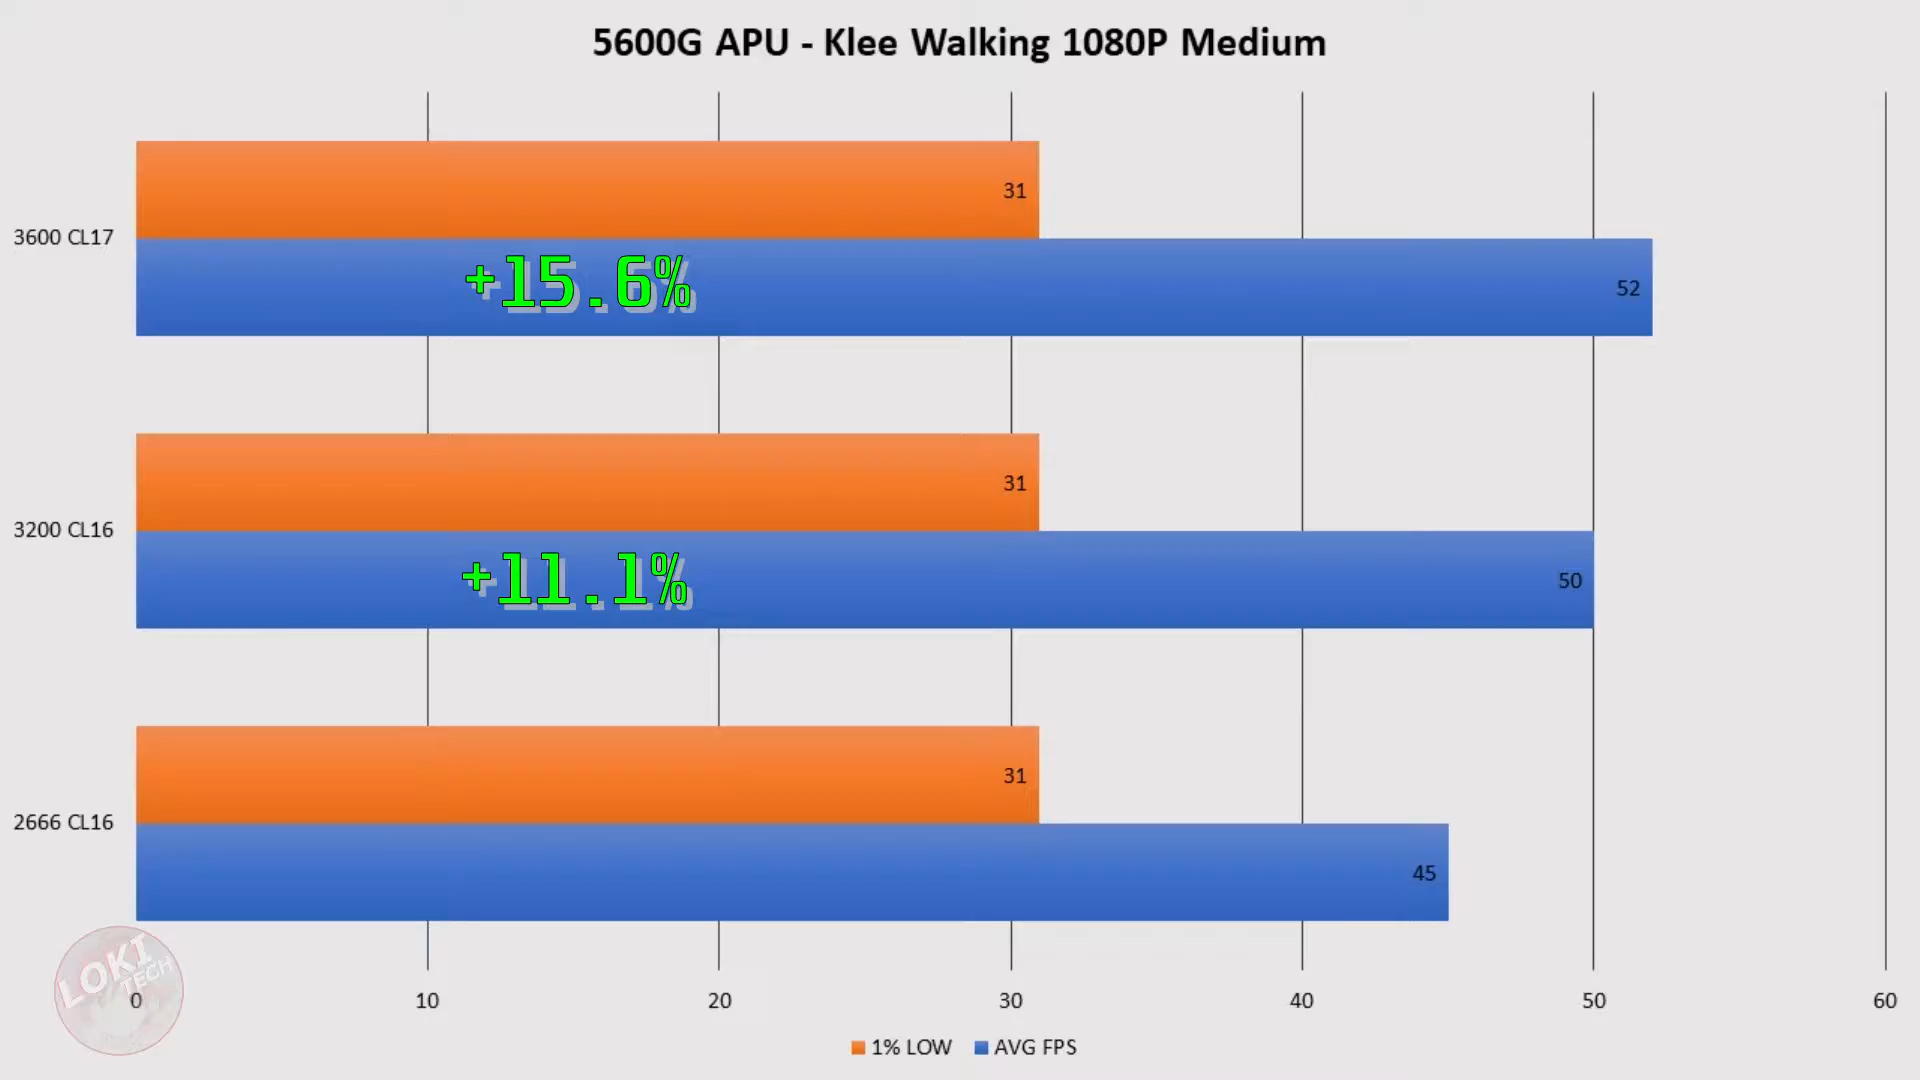 5600G APU - Klee Walking 1080P Medium
31
3600 CL17
+15.6%
52
31
3200 CL16
+11.1%
50
31
2666 CL16
45
LOKI
TECH
0 10 20 30 40 50 60
1% LOW AVG FPS